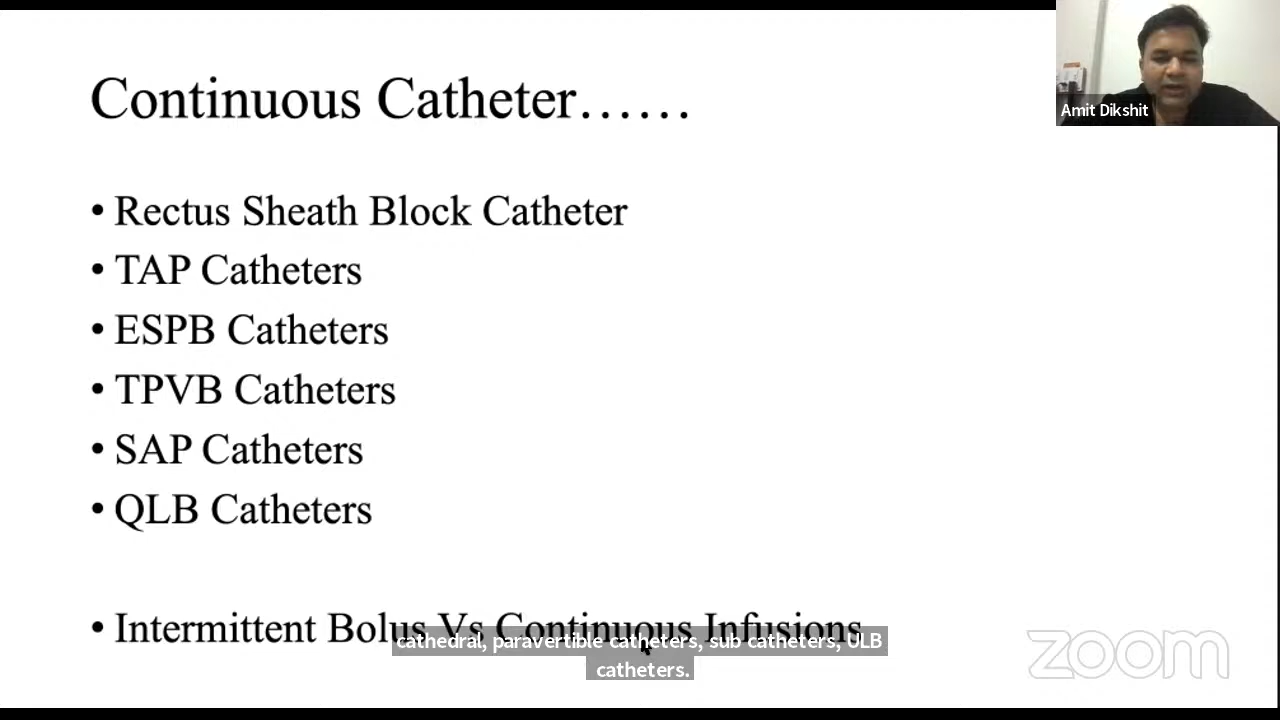 Continuous Catheter......
Amit Dikshit
• Rectus Sheath Block Catheter
• TAP Catheters
• ESPB Catheters
• TPVB Catheters
• SAP Catheters
• QLB Catheters
• Intermittent Bolus Vs Continuous Infusions
cathedral, paravertible catheters, sub catheters, ULB
catheters.
zoom